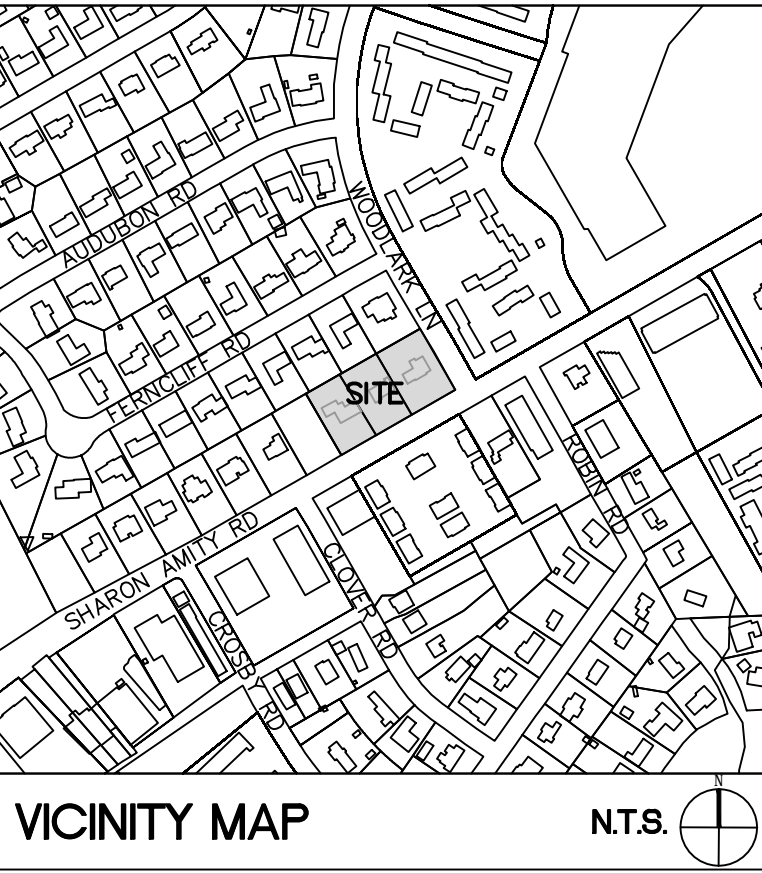 AUDUBON RD
WOODLARK LN
FERNCLIFF RD
SITE
ROBIN RD
SHARON AMITY RD
CLOVER RD
CROSBY RD
N
VICINITY MAP
N.T.S.